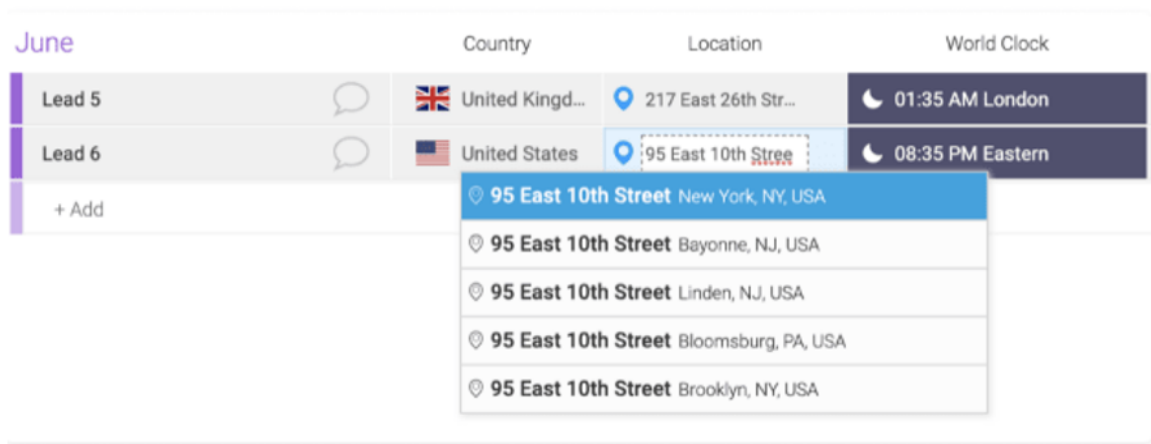 June Country Location World Clock
Lead 5 United Kingd... 217 East 26th Str... 01:35 AM London
Lead 6 United States 95 East 10th Stree 08:35 PM Eastern
+ Add
95 East 10th Street New York, NY, USA
95 East 10th Street Bayonne, NJ, USA
95 East 10th Street Linden, NJ, USA
95 East 10th Street Bloomsburg, PA, USA
95 East 10th Street Brooklyn, NY, USA